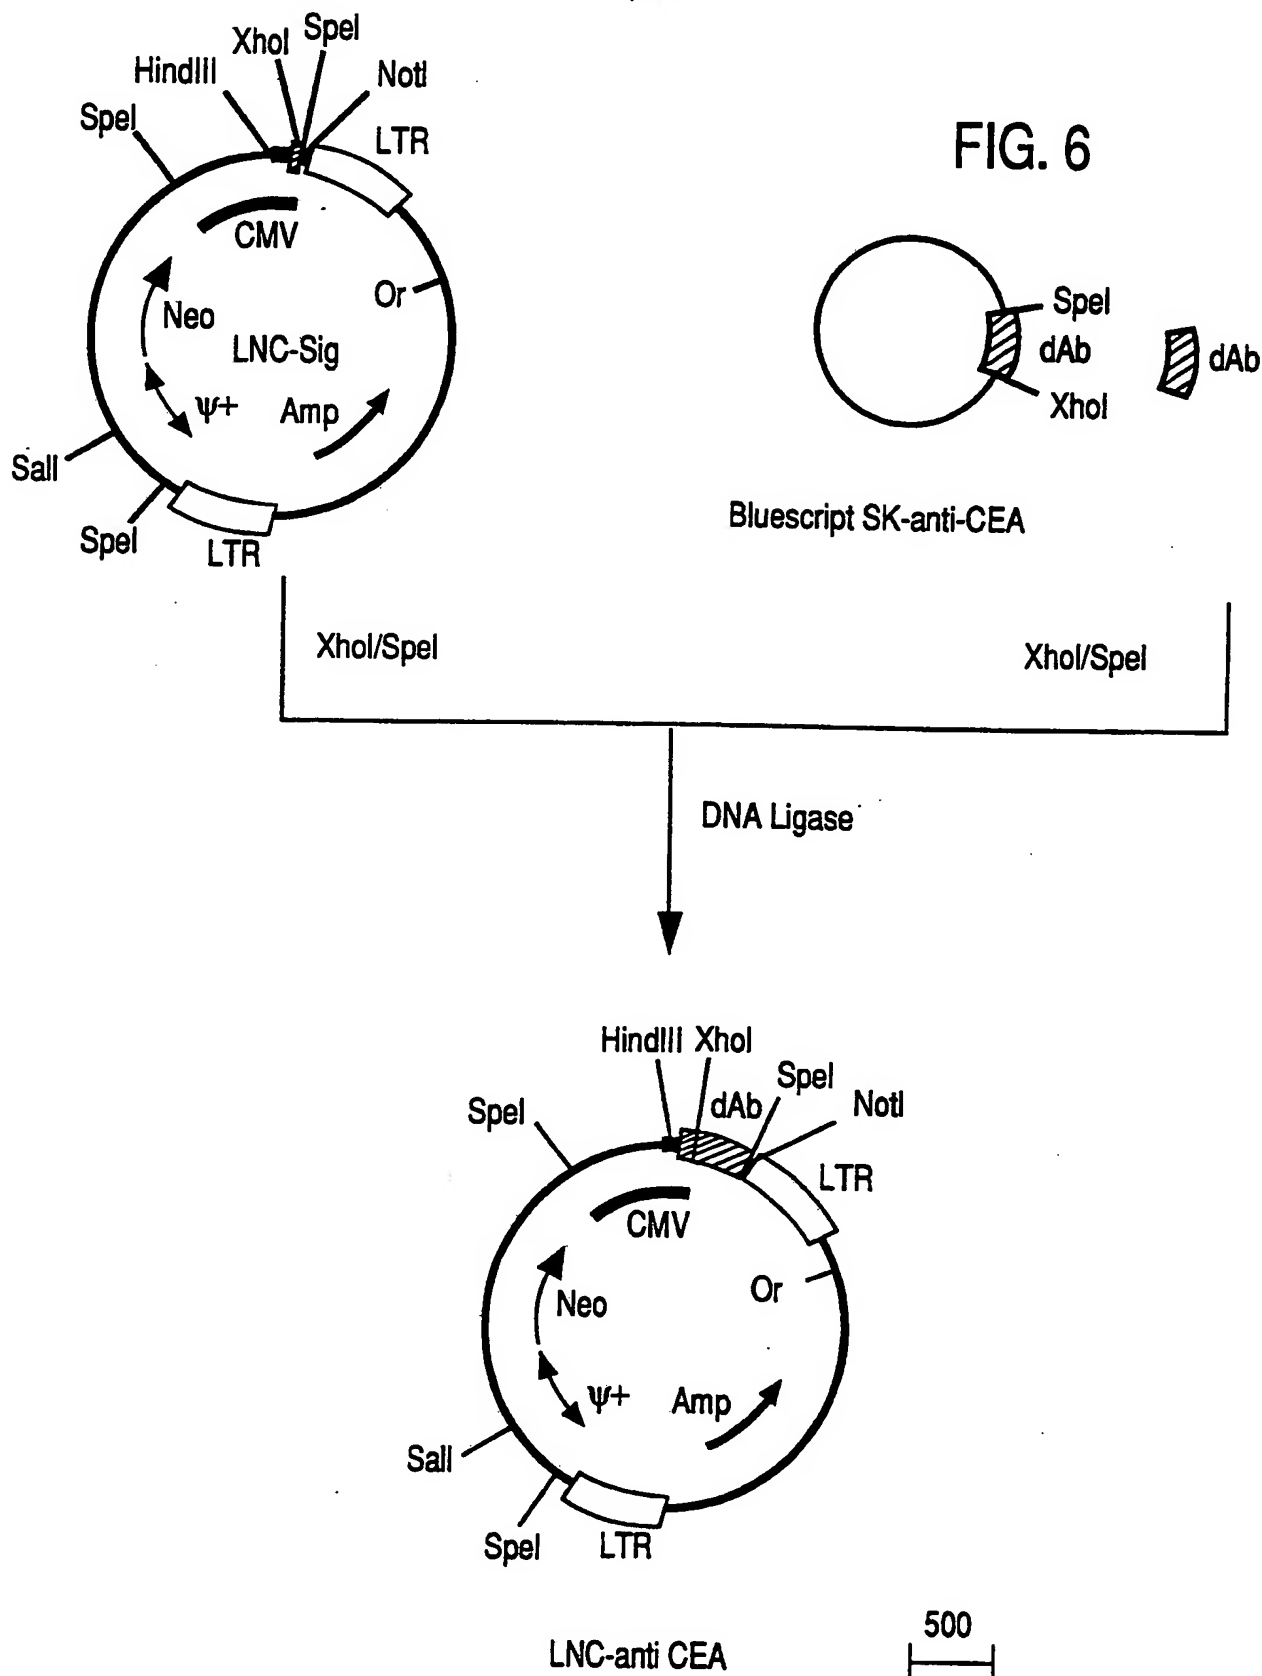 XhoI
SpeI
HindIII
NotI
SpeI
LTR
FIG. 6
CMV
Or
Neo
LNC-Sig
ψ+
Amp
SalI
SpeI
LTR
SpeI
dAb
dAb
XhoI
Bluescript SK-anti-CEA
XhoI/SpeI
XhoI/SpeI
DNA Ligase
HindIII XhoI
SpeI
dAb
NotI
SpeI
LTR
CMV
Or
Neo
ψ+
Amp
SalI
SpeI
LTR
500
LNC-anti CEA